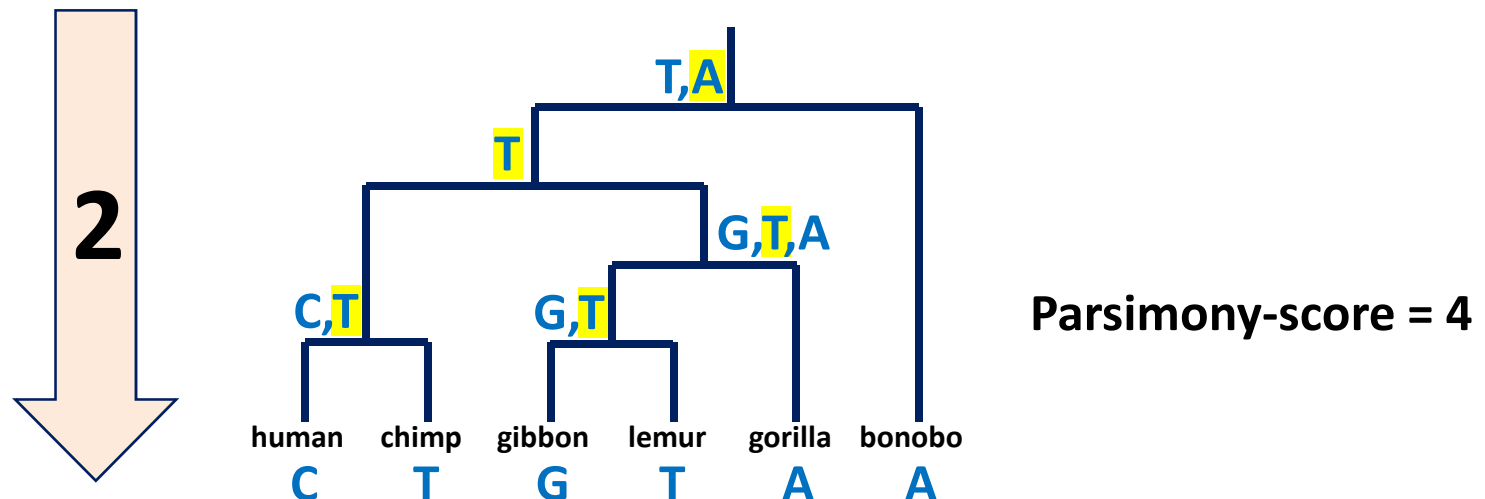 T,A
T
2
G,T,A
C,T
G,T
Parsimony-score = 4
human chimp gibbon lemur gorilla bonobo
C T G T A A